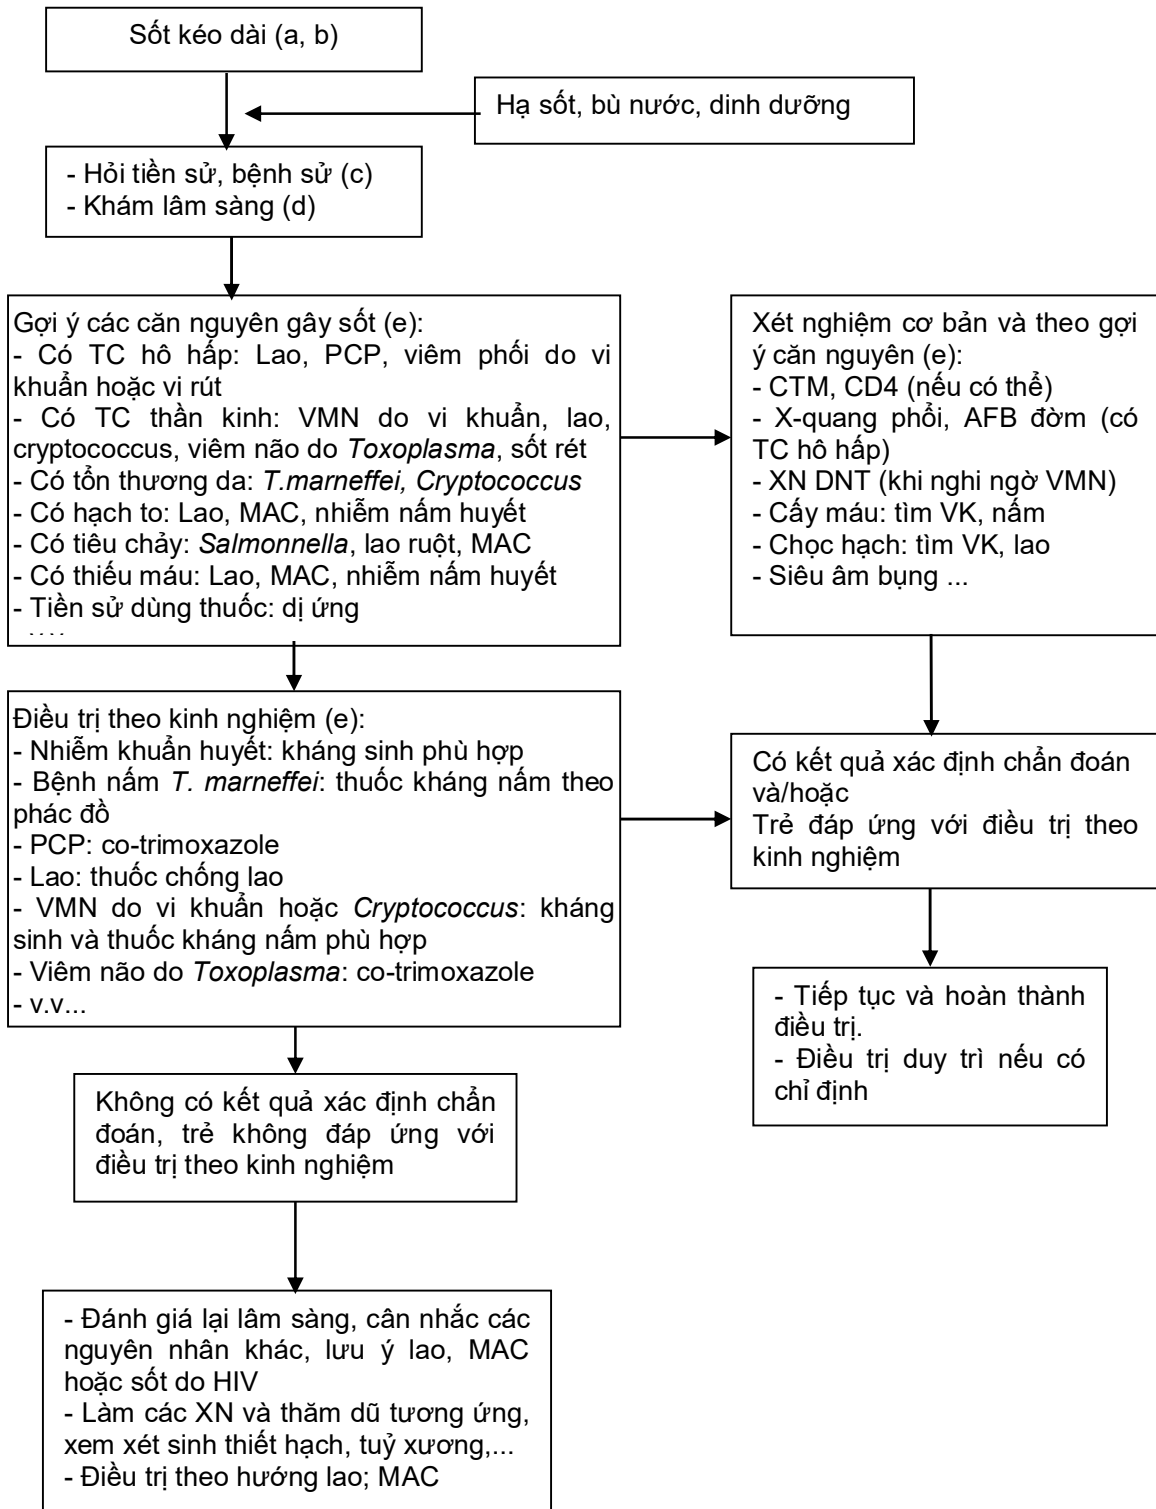 Sốt kéo dài (a, b)
Hạ sốt, bù nước, dinh dưỡng
- Hỏi tiền sử, bệnh sử (c)
- Khám lâm sàng (d)
Gợi ý các căn nguyên gây sốt (e):
- Có TC hô hấp: Lao, PCP, viêm phổi do vi
khuẩn hoặc vi rút
- Có TC thần kinh: VMN do vi khuẩn, lao,
cryptococcus, viêm não do Toxoplasma, sốt rét
- Có tổn thương da: T.marneffei, Cryptococcus
- Có hạch to: Lao, MAC, nhiễm nấm huyết
- Có tiêu chảy: Salmonnella, lao ruột, MAC
- Có thiếu máu: Lao, MAC, nhiễm nấm huyết
- Tiền sử dùng thuốc: dị ứng
Xét nghiệm cơ bản và theo gợi
ý căn nguyên (e):
- CTM, CD4 (nếu có thể)
- X-quang phổi, AFB đờm (có
TC hô hấp)
- XN DNT (khi nghi ngờ VMN)
- Cấy máu: tìm VK, nấm
- Chọc hạch: tìm VK, lao
- Siêu âm bụng ...
Điều trị theo kinh nghiệm (e):
- Nhiễm khuẩn huyết: kháng sinh phù hợp
- Bệnh nấm T. marneffei: thuốc kháng nấm theo
phác đồ
- PCP: co-trimoxazole
- Lao: thuốc chống lao
- VMN do vi khuẩn hoặc Cryptococcus: kháng
sinh và thuốc kháng nấm phù hợp
- Viêm não do Toxoplasma: co-trimoxazole
- v.v...
Có kết quả xác định chẩn đoán
và/hoặc
Trẻ đáp ứng với điều trị theo
kinh nghiệm
- Tiếp tục và hoàn thành
điều trị.
- Điều trị duy trì nếu có
chỉ định
Không có kết quả xác định chẩn
đoán, trẻ không đáp ứng với
điều trị theo kinh nghiệm
- Đánh giá lại lâm sàng, cân nhắc các
nguyên nhân khác, lưu ý lao, MAC
hoặc sốt do HIV
- Làm các XN và thăm dũ tương ứng,
xem xét sinh thiết hạch, tuỷ xương,...
- Điều trị theo hướng lao; MAC